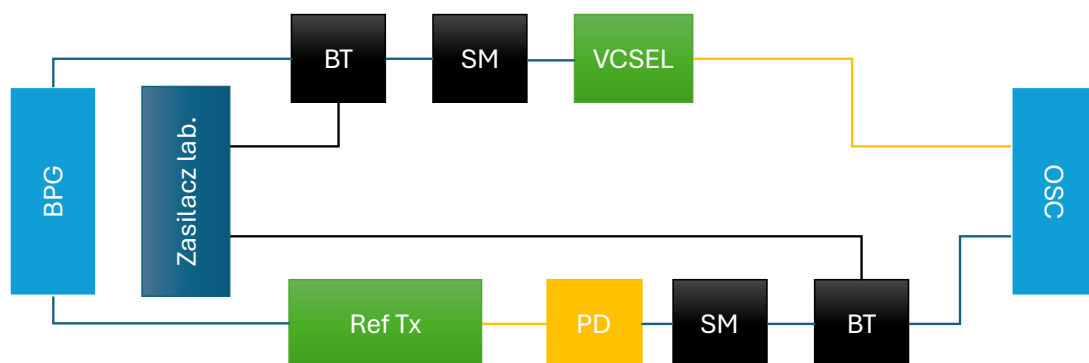 BT
SM
VCSEL
BPG
Zasilacz lab.
OSC
Ref Tx
PD
SM
BT